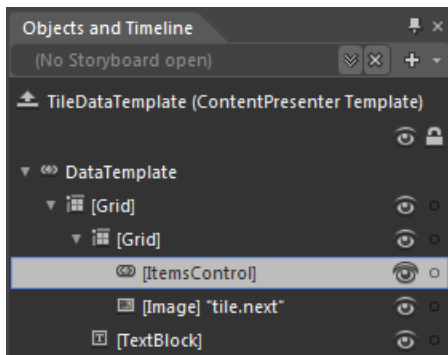 Objects and Timeline
(No Storyboard open)
TileDataTemplate (ContentPresenter Template)
DataTemplate
[Grid]
[Grid]
[ItemsControl]
[Image] "tile.next"
[TextBlock]